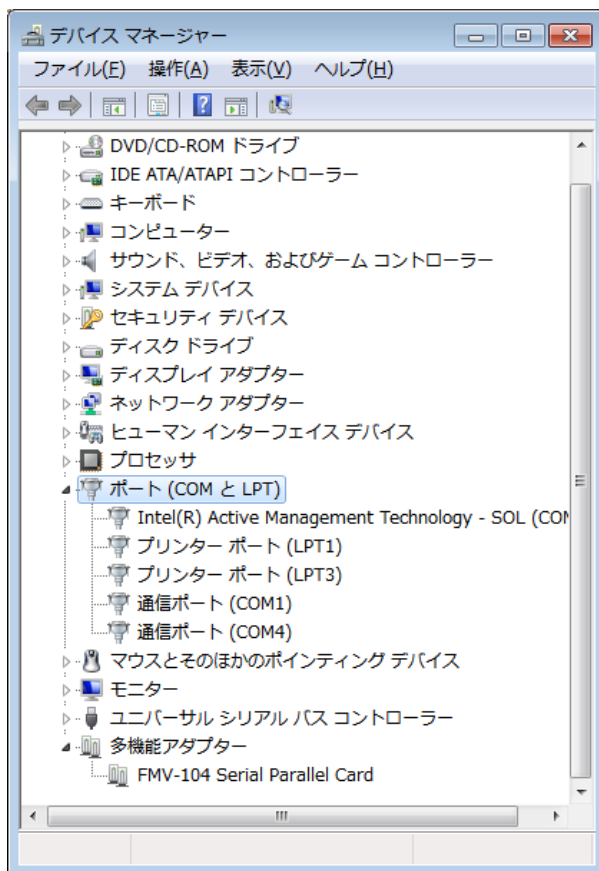 デバイス マネージャー
ファイル(F) 操作(A) 表示(V) ヘルプ(H)
DVD/CD-ROM ドライブ
IDE ATA/ATAPI コントローラー
キーボード
コンピューター
サウンド、ビデオ、およびゲーム コントローラー
システム デバイス
セキュリティ デバイス
ディスク ドライブ
ディスプレイ アダプター
ネットワーク アダプター
ヒューマン インターフェイス デバイス
プロセッサ
ポート (COM と LPT)
Intel(R) Active Management Technology - SOL (COM
プリンター ポート (LPT1)
プリンター ポート (LPT3)
通信ポート (COM1)
通信ポート (COM4)
マウスとそのほかのポインティング デバイス
モニター
ユニバーサル シリアル バス コントローラー
多機能アダプター
FMV-104 Serial Parallel Card